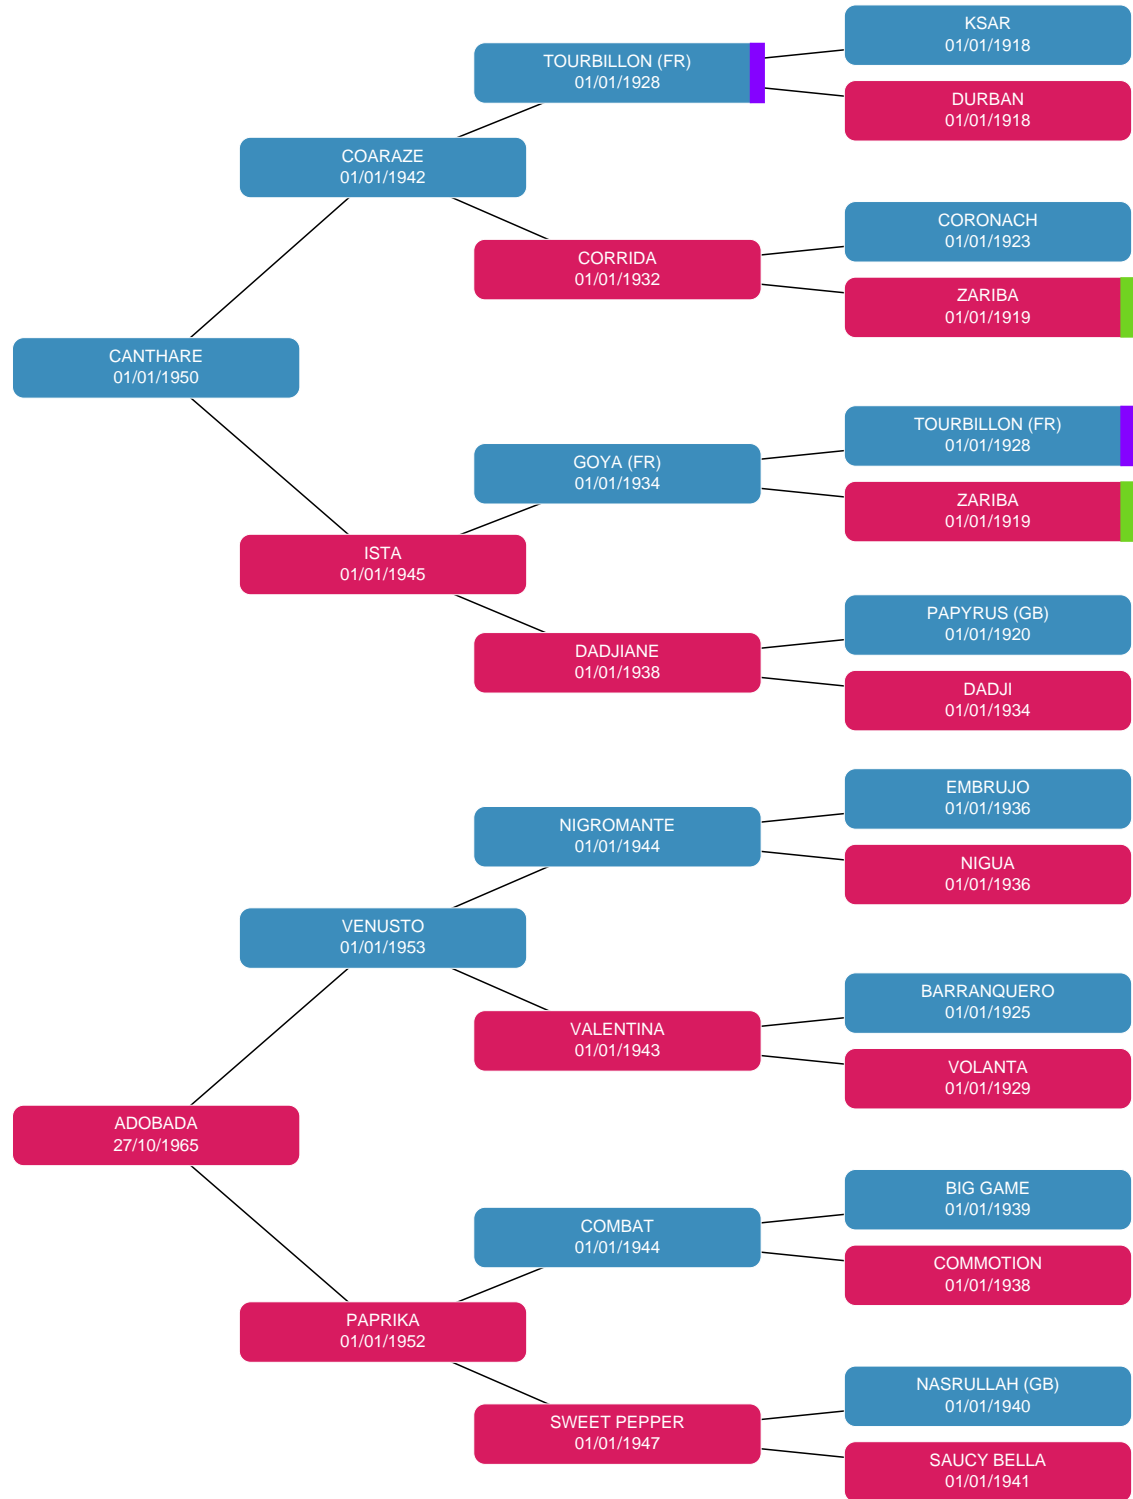 KSAR
01/01/1918
TOURBILLON (FR)
01/01/1928
DURBAN
01/01/1918
COARAZE
01/01/1942
CORONACH
01/01/1923
CORRIDA
01/01/1932
ZARIBA
01/01/1919
CANTHARE
01/01/1950
TOURBILLON (FR)
01/01/1928
GOYA (FR)
01/01/1934
ZARIBA
01/01/1919
ISTA
01/01/1945
PAPYRUS (GB)
01/01/1920
DADJIANE
01/01/1938
DADJI
01/01/1934
EMBRUJO
01/01/1936
NIGROMANTE
01/01/1944
NIGUA
01/01/1936
VENUSTO
01/01/1953
BARRANQUERO
01/01/1925
VALENTINA
01/01/1943
VOLANTA
01/01/1929
ADOBADA
27/10/1965
BIG GAME
01/01/1939
COMBAT
01/01/1944
COMMOTION
01/01/1938
PAPRIKA
01/01/1952
NASRULLAH (GB)
01/01/1940
SWEET PEPPER
01/01/1947
SAUCY BELLA
01/01/1941